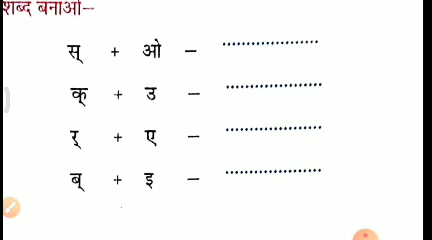 शब्द बनाओ—
स् + ओ – ....................
क् + उ – ....................
र् + ए – ....................
ब् + इ – ....................